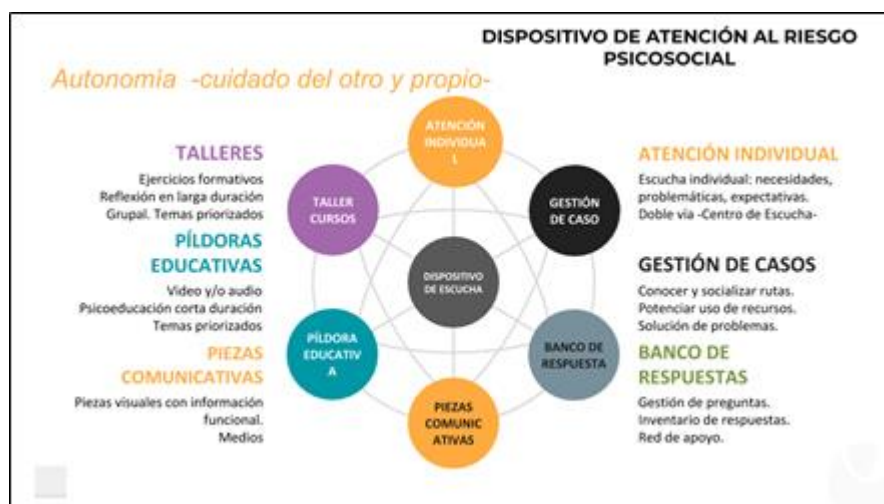 DISPOSITIVO DE ATENCIÓN AL RIESGO
PSICOSOCIAL
Autonomía -cuidado del otro y propio-
TALLERES
Ejercicios formativos
Reflexión en larga duración
Grupal. Temas priorizados
PÍLDORAS
EDUCATIVAS
Video y/o audio
Psicoeducación corta duración
Temas priorizados
PIEZAS
COMUNICATIVAS
Piezas visuales con información
funcional.
Medios
ATENCIÓN
INDIVIDUA
L
TALLER
CURSOS
GESTIÓN
DE CASO
DISPOSITIVO
DE ESCUCHA
PÍLDORA
EDUCATIV
A
BANCO DE
RESPUESTA
PIEZAS
COMUNIC
ATIVAS
ATENCIÓN INDIVIDUAL
Escucha individual: necesidades,
problemáticas, expectativas.
Doble vía -Centro de Escucha-
GESTIÓN DE CASOS
Conocer y socializar rutas.
Potenciar uso de recursos.
Solución de problemas.
BANCO DE
RESPUESTAS
Gestión de preguntas.
Inventario de respuestas.
Red de apoyo.